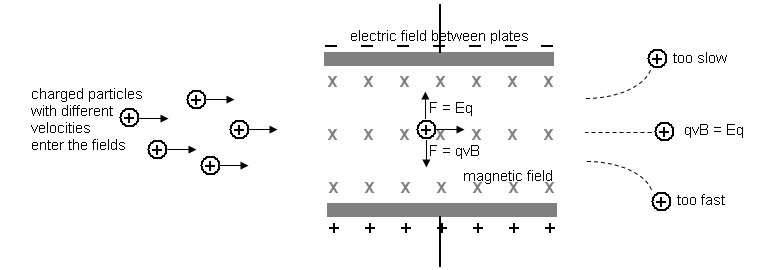 electric field between plates
– – – – – – –
x x x x x x x
too slow
charged particles
with different
velocities
enter the fields
+ + + + +
F = Eq
x x x x x x x
+
qvB = Eq
F = qvB
magnetic field
x x x x x x x
too fast
+ + + + + + +